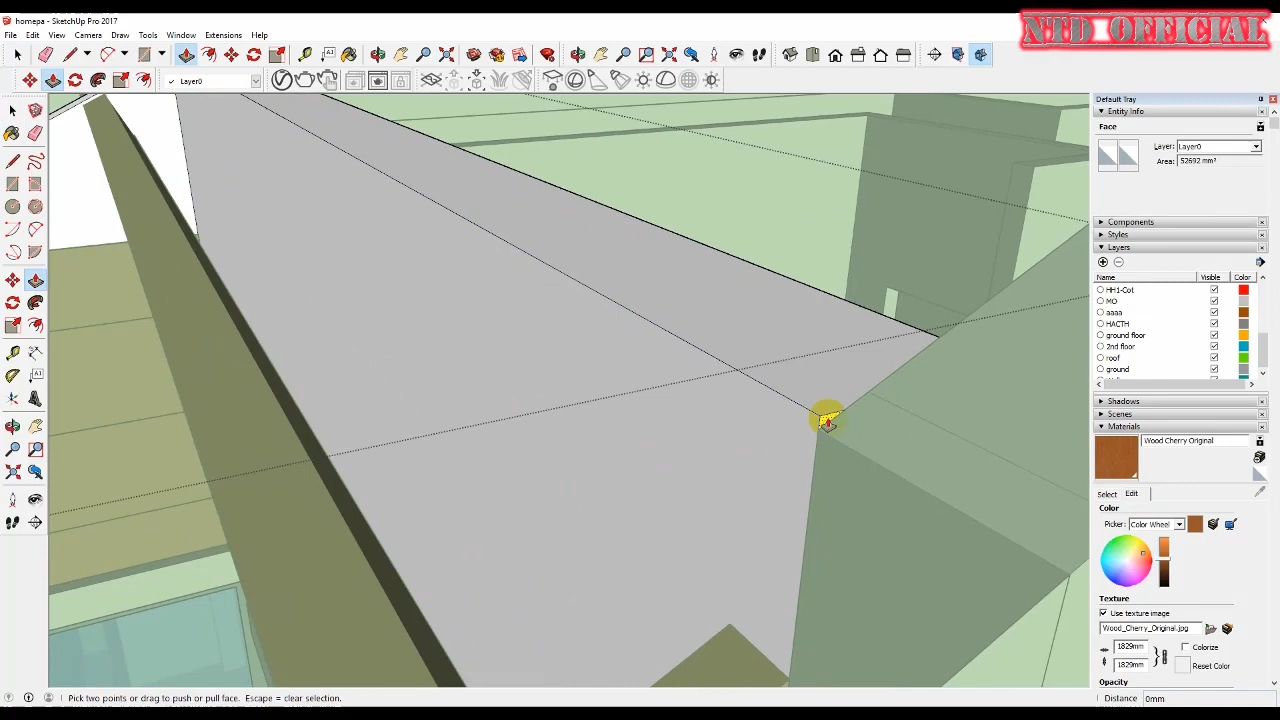 homepa - SketchUp Pro 2017
NTD_OFFICIAL
File Edit View Camera Draw Tools Window Extensions Help
Layer0
Default Tray
Entity Info
Face
Layer: Layer0
Area: 52692 mm²
Components
Styles
Layers
Name Visible Color
HH1-Cot
MO
aaaa
HACTH
ground floor
2nd floor
roof
ground
Shadows
Scenes
Materials
Wood Cherry Original
Select Edit
Color
Picker: Color Wheel
Texture
Use texture image
Wood_Cherry_Original.jpg
1829mm Colorize
1829mm Reset Color
Opacity
Pick two points or drag to push or pull face. Escape = clear selection.
Distance 0mm